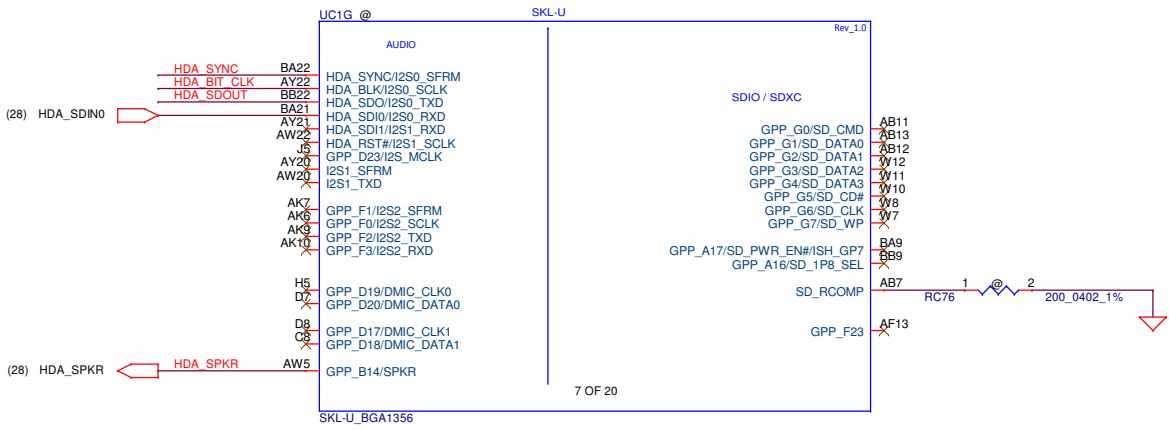 UC1G @
SKL-U
Rev_1.0
AUDIO
SDIO / SDXC
HDA_SYNC BA22 HDA_SYNC/I2S0_SFRM
HDA_BIT_CLK AY22 HDA_BLK/I2S0_SCLK
HDA_SDOUT BB22 HDA_SDO/I2S0_TXD
(28) HDA_SDIN0 BA21 HDA_SDI0/I2S0_RXD
AY21 HDA_SDI1/I2S1_RXD
AW22 HDA_RST#/I2S1_SCLK
J5 GPP_D23/I2S_MCLK
AY20 I2S1_SFRM
AW20 I2S1_TXD
AK7 GPP_F1/I2S2_SFRM
AK6 GPP_F0/I2S2_SCLK
AK9 GPP_F2/I2S2_TXD
AK10 GPP_F3/I2S2_RXD
H5 GPP_D19/DMIC_CLK0
D7 GPP_D20/DMIC_DATA0
D8 GPP_D17/DMIC_CLK1
C8 GPP_D18/DMIC_DATA1
(28) HDA_SPKR HDA_SPKR AW5 GPP_B14/SPKR
GPP_G0/SD_CMD AB11
GPP_G1/SD_DATA0 AB13
GPP_G2/SD_DATA1 AB12
GPP_G3/SD_DATA2 W12
GPP_G4/SD_DATA3 W11
GPP_G5/SD_CD# W10
GPP_G6/SD_CLK W8
GPP_G7/SD_WP W7
GPP_A17/SD_PWR_EN#/ISH_GP7 BA9
GPP_A16/SD_1P8_SEL BB9
SD_RCOMP AB7 1 @ 2
RC76 200_0402_1%
GPP_F23 AF13
7 OF 20
SKL-U_BGA1356